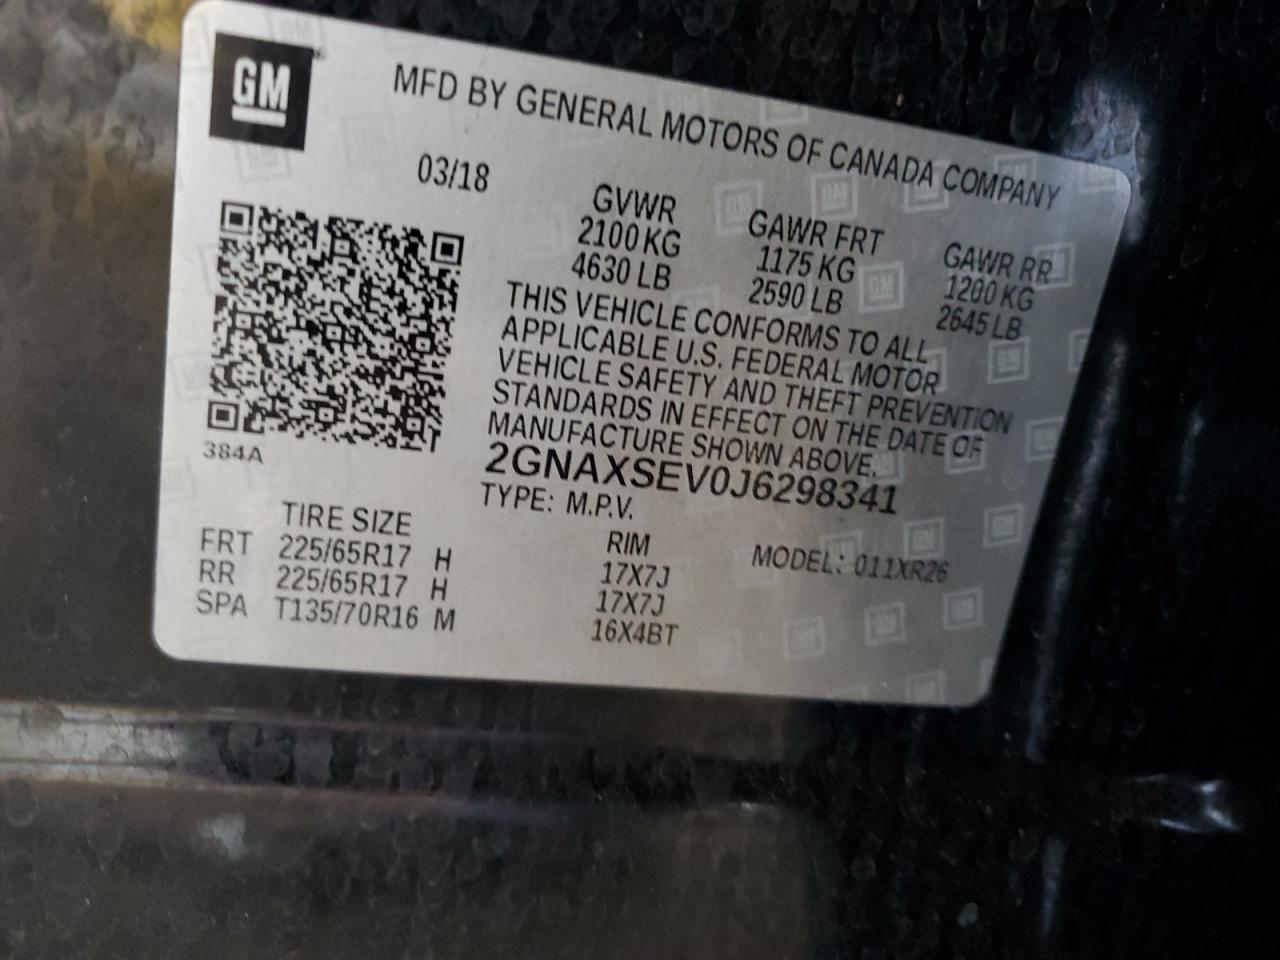 GM
MFD BY GENERAL MOTORS OF CANADA COMPANY
03/18
GVWR GAWR FRT GAWR RR
2100 KG 1175 KG 1200 KG
4630 LB 2590 LB 2645 LB
THIS VEHICLE CONFORMS TO ALL
APPLICABLE U.S. FEDERAL MOTOR
VEHICLE SAFETY AND THEFT PREVENTION
STANDARDS IN EFFECT ON THE DATE OF
MANUFACTURE SHOWN ABOVE.
384A
2GNAXSEV0J6298341
TYPE: M.P.V.
MODEL: 011XR26
TIRE SIZE RIM
FRT 225/65R17 H 17X7J
RR 225/65R17 H 17X7J
SPA T135/70R16 M 16X4BT